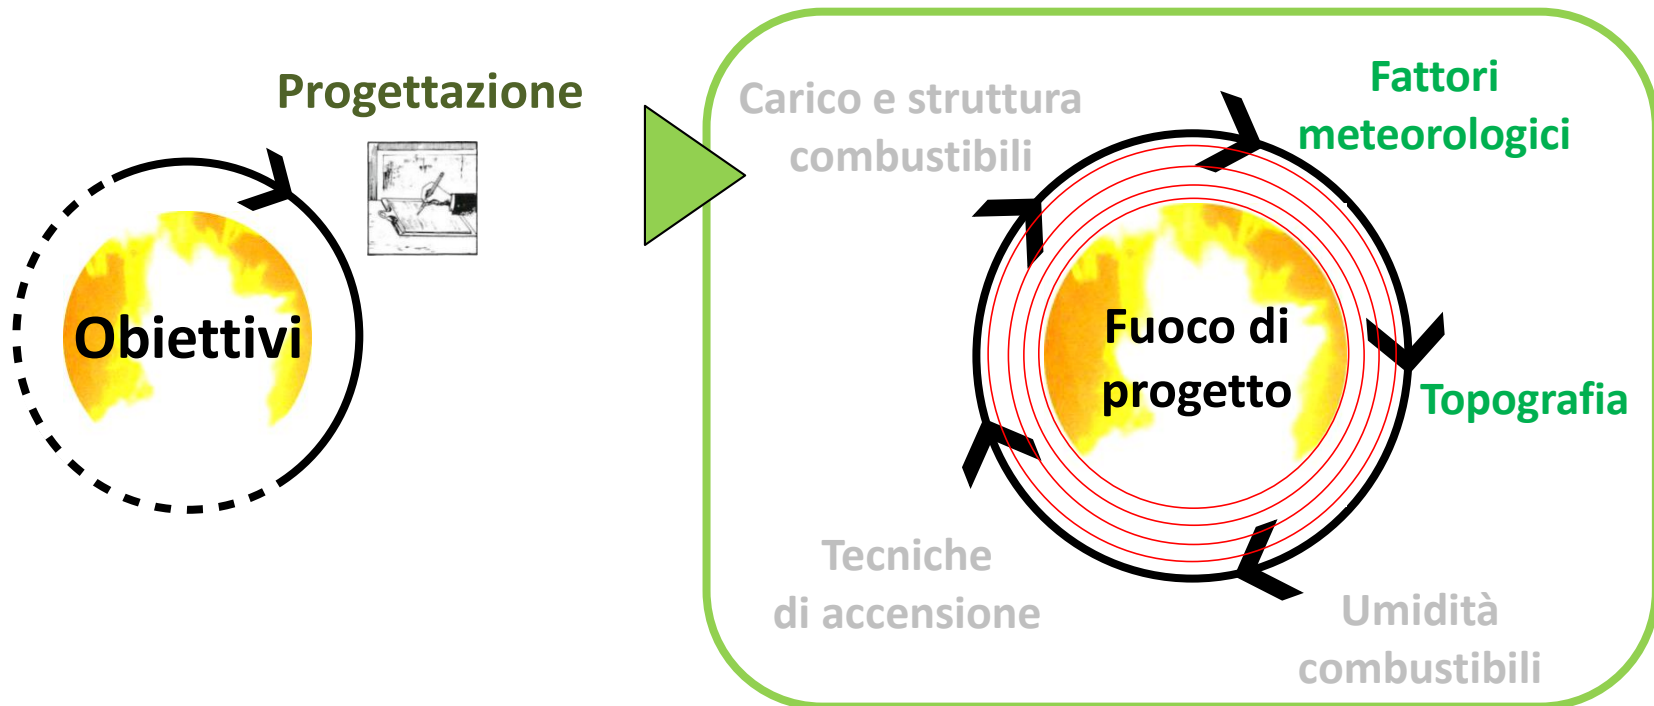 Progettazione
Obiettivi
Carico e struttura
combustibili
Fattori
meteorologici
Fuoco di
progetto
Topografia
Tecniche
di accensione
Umidità
combustibili